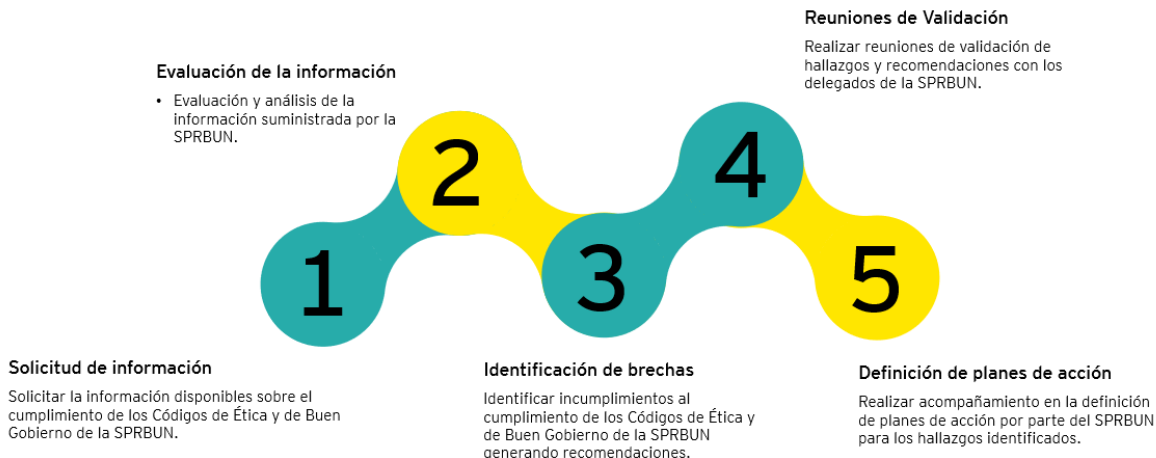 1
Solicitud de información
Solicitar la información disponibles sobre el
cumplimiento de los Códigos de Ética y de Buen
Gobierno de la SPRBUN.
2
Evaluación de la información
• Evaluación y análisis de la
información suministrada por la
SPRBUN.
3
Identificación de brechas
Identificar incumplimientos al
cumplimiento de los Códigos de Ética y
de Buen Gobierno de la SPRBUN
generando recomendaciones.
4
Reuniones de Validación
Realizar reuniones de validación de
hallazgos y recomendaciones con los
delegados de la SPRBUN.
5
Definición de planes de acción
Realizar acompañamiento en la definición
de planes de acción por parte del SPRBUN
para los hallazgos identificados.